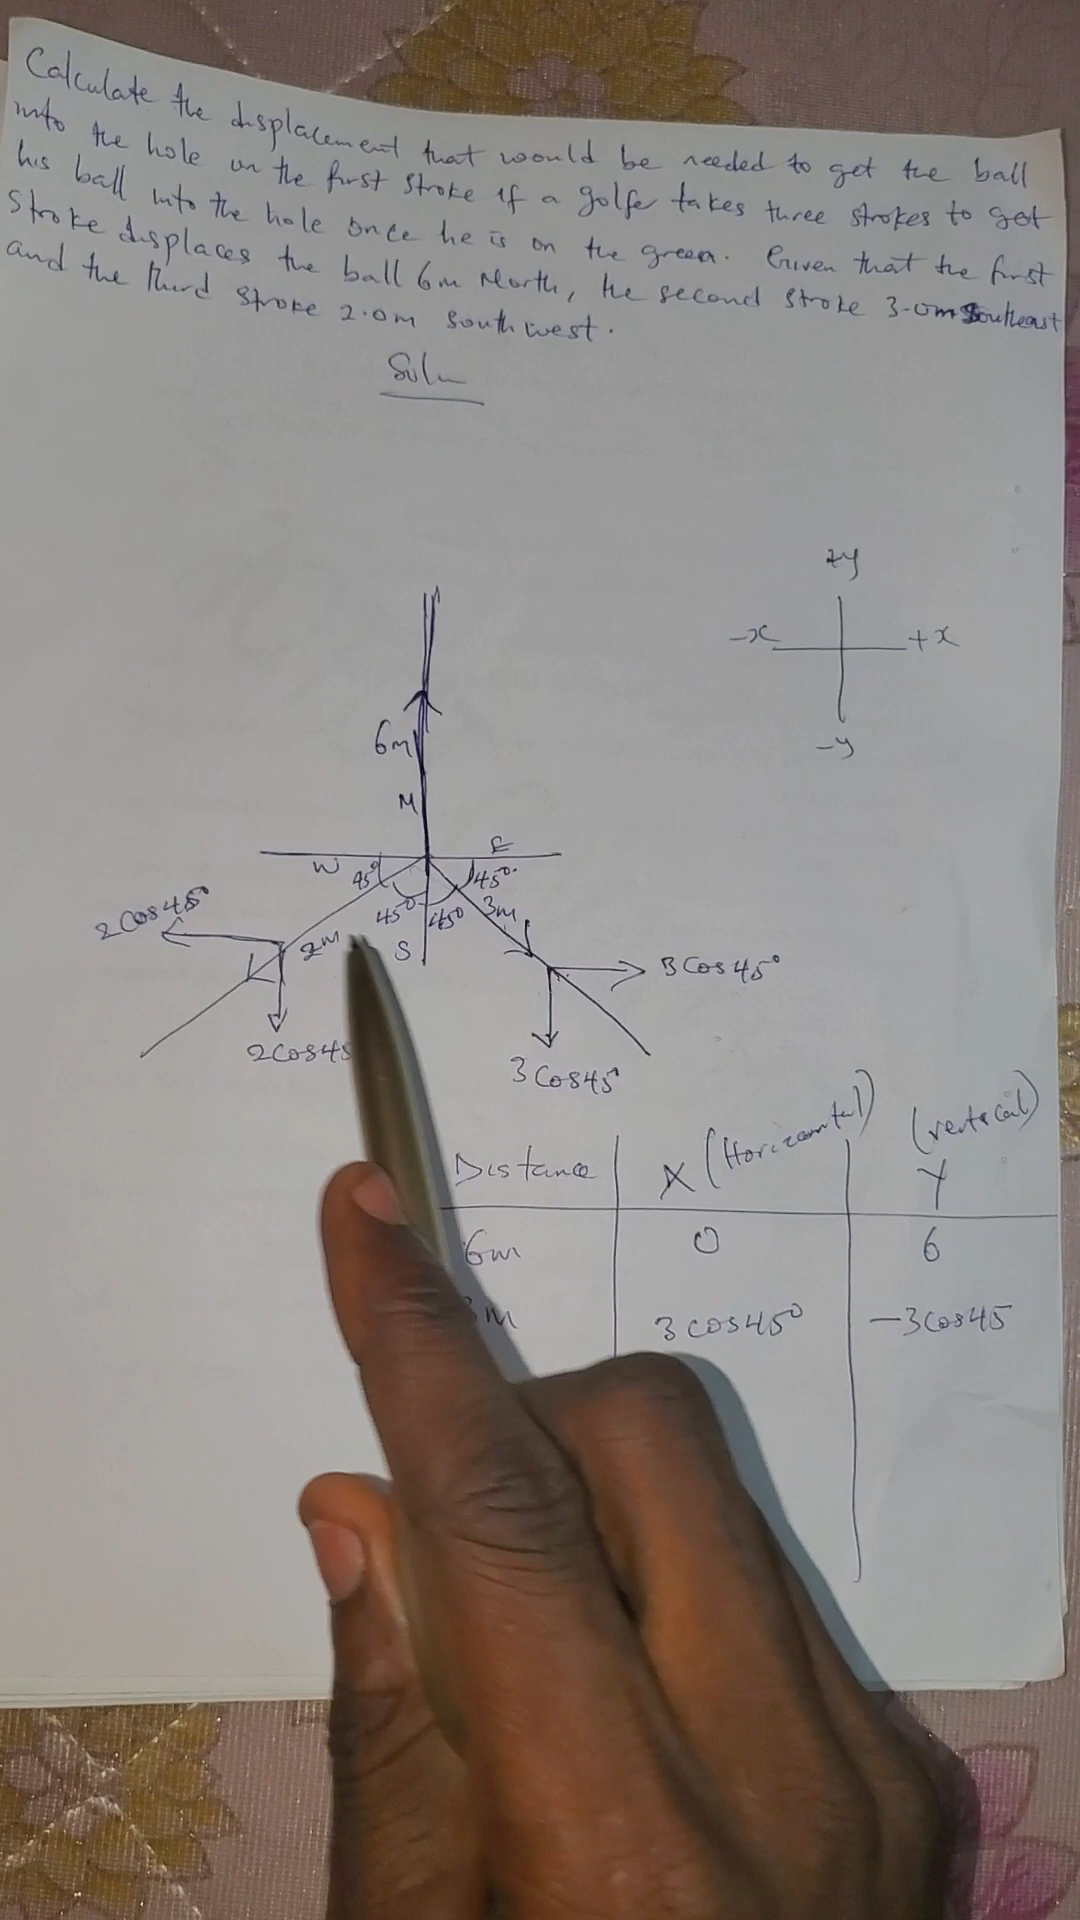 Calculate the displacement that would be needed to get the ball
into the hole on the first stroke if a golfer takes three strokes to get
his ball into the hole once he is on the green. Given that the first
stroke displaces the ball 6m North, the second stroke 3.0m Southeast
and the third stroke 2.0m southwest.
Soln
+y
-x +x
-y
6m
N
W E
45° 45°
45° 45° 3m
2cos45°
2m S
3cos45°
2cos45
3cos45°
Distance X (Horizontal) (vertical) Y
6m 0 6
m 3cos45° -3cos45